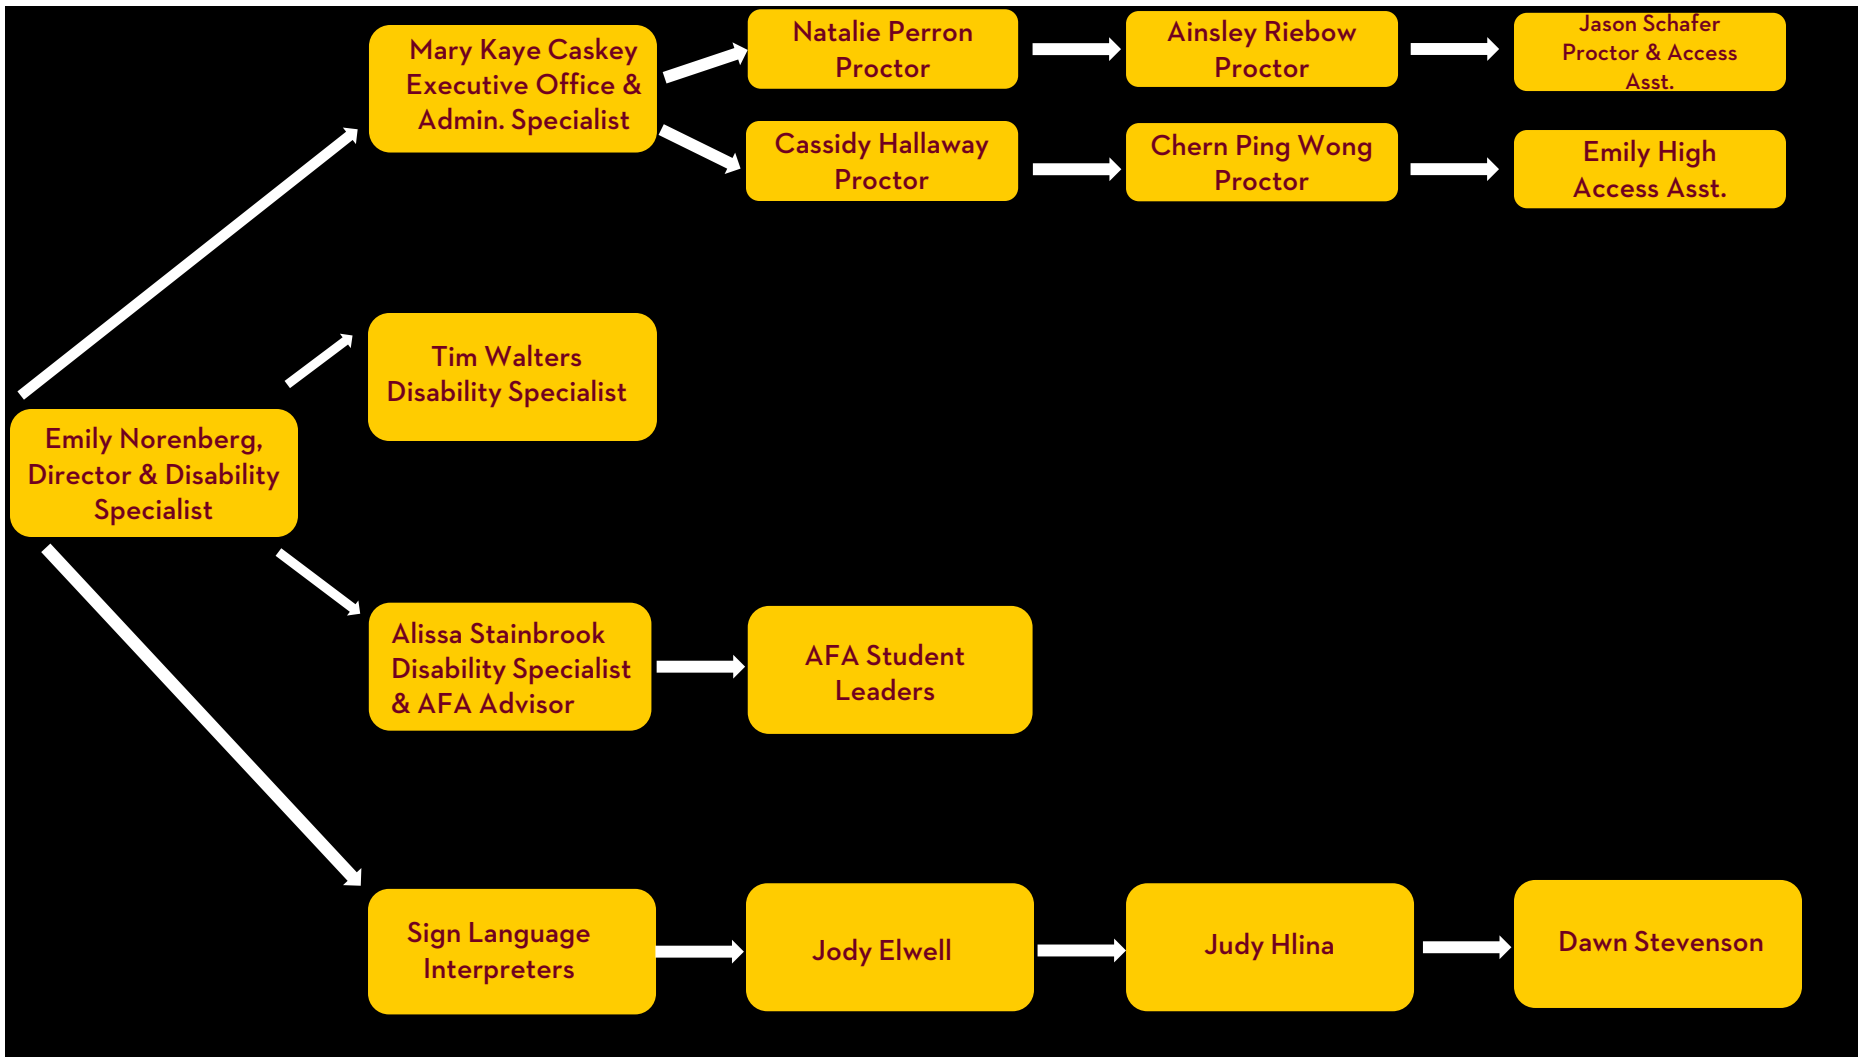 Mary Kaye Caskey
Executive Office &
Admin. Specialist
Natalie Perron
Proctor
Ainsley Riebow
Proctor
Jason Schafer
Proctor & Access
Asst.
Cassidy Hallaway
Proctor
Chern Ping Wong
Proctor
Emily High
Access Asst.
Tim Walters
Disability Specialist
Emily Norenberg,
Director & Disability
Specialist
Alissa Stainbrook
Disability Specialist
& AFA Advisor
AFA Student
Leaders
Sign Language
Interpreters
Jody Elwell
Judy Hlina
Dawn Stevenson